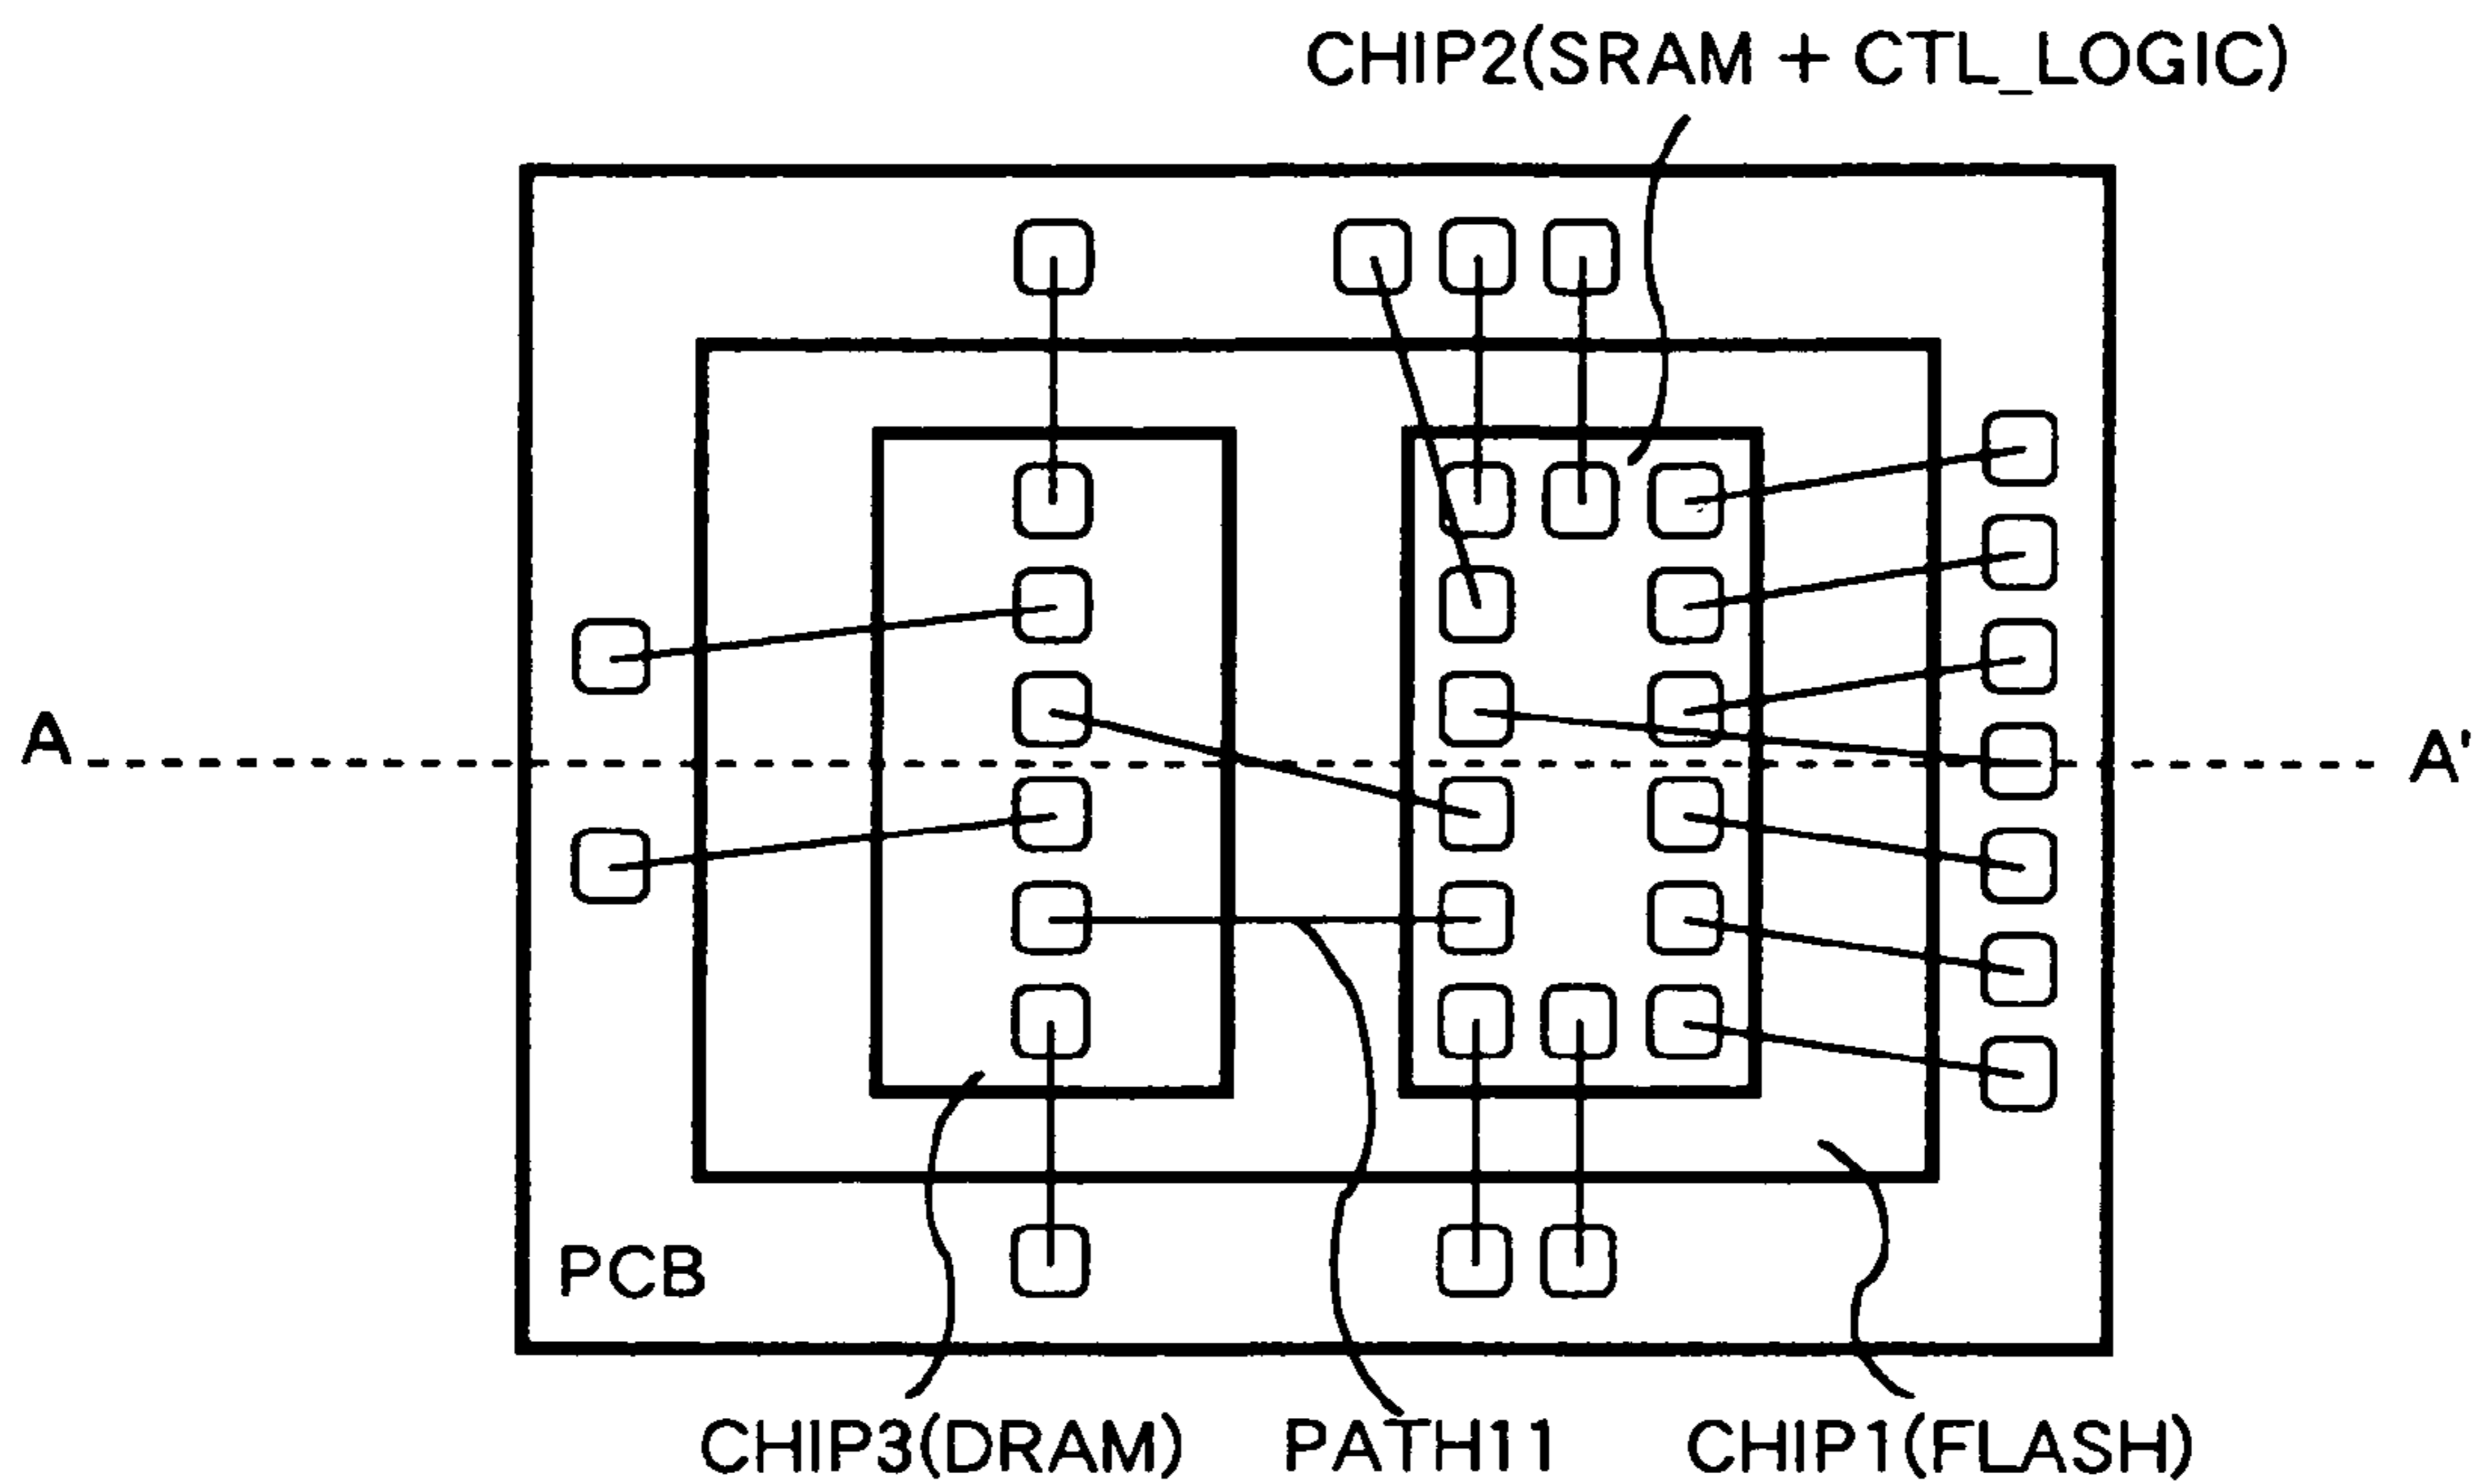 CHIP2(SRAM + CTL_LOGIC)
A
A'
PCB
CHIP3(DRAM)
PATH11
CHIP1(FLASH)